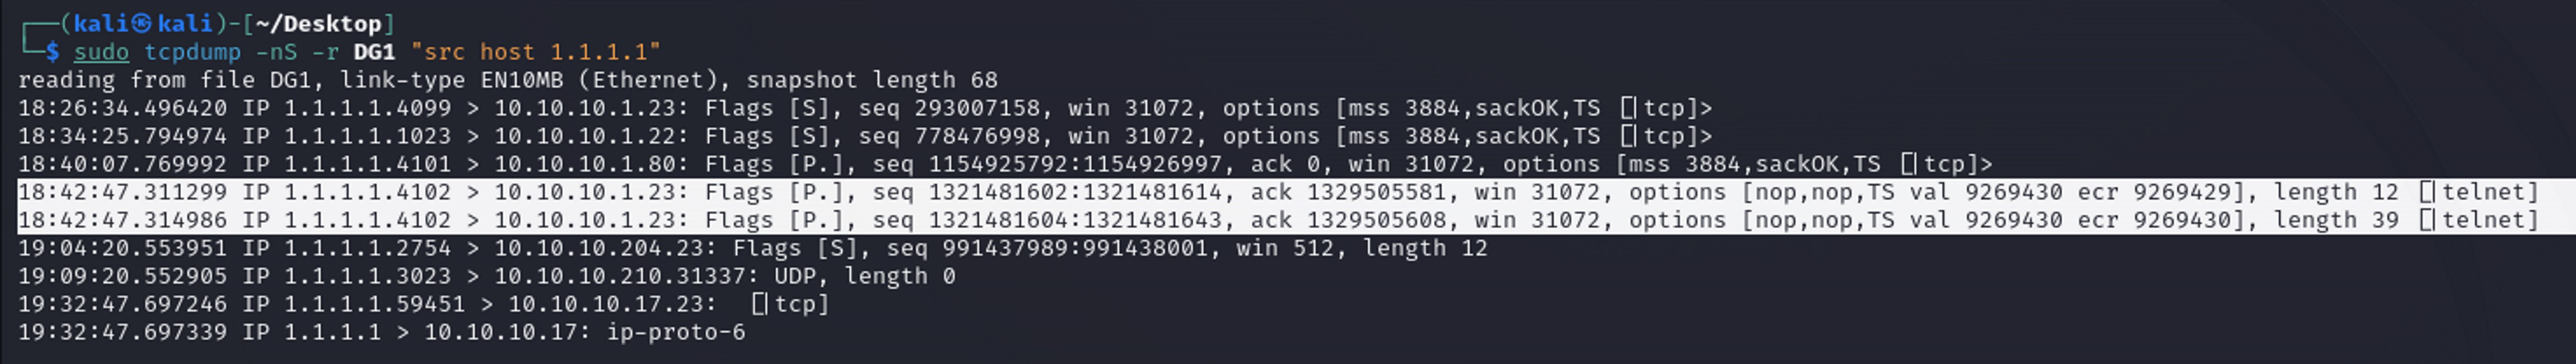 ┌──(kali㉿kali)-[~/Desktop]
└─$ sudo tcpdump -nS -r DG1 "src host 1.1.1.1"
reading from file DG1, link-type EN10MB (Ethernet), snapshot length 68
18:26:34.496420 IP 1.1.1.1.4099 > 10.10.10.1.23: Flags [S], seq 293007158, win 31072, options [mss 3884,sackOK,TS [|tcp]>
18:34:25.794974 IP 1.1.1.1.1023 > 10.10.10.1.22: Flags [S], seq 778476998, win 31072, options [mss 3884,sackOK,TS [|tcp]>
18:40:07.769992 IP 1.1.1.1.4101 > 10.10.10.1.80: Flags [P.], seq 1154925792:1154926997, ack 0, win 31072, options [mss 3884,sackOK,TS [|tcp]>
18:42:47.311299 IP 1.1.1.1.4102 > 10.10.10.1.23: Flags [P.], seq 1321481602:1321481614, ack 1329505581, win 31072, options [nop,nop,TS val 9269430 ecr 9269429], length 12 [|telnet]
18:42:47.314986 IP 1.1.1.1.4102 > 10.10.10.1.23: Flags [P.], seq 1321481604:1321481643, ack 1329505608, win 31072, options [nop,nop,TS val 9269430 ecr 9269430], length 39 [|telnet]
19:04:20.553951 IP 1.1.1.1.2754 > 10.10.10.204.23: Flags [S], seq 991437989:991438001, win 512, length 12
19:09:20.552905 IP 1.1.1.1.3023 > 10.10.10.210.31337: UDP, length 0
19:32:47.697246 IP 1.1.1.1.59451 > 10.10.10.17.23:  [|tcp]
19:32:47.697339 IP 1.1.1.1 > 10.10.10.17: ip-proto-6